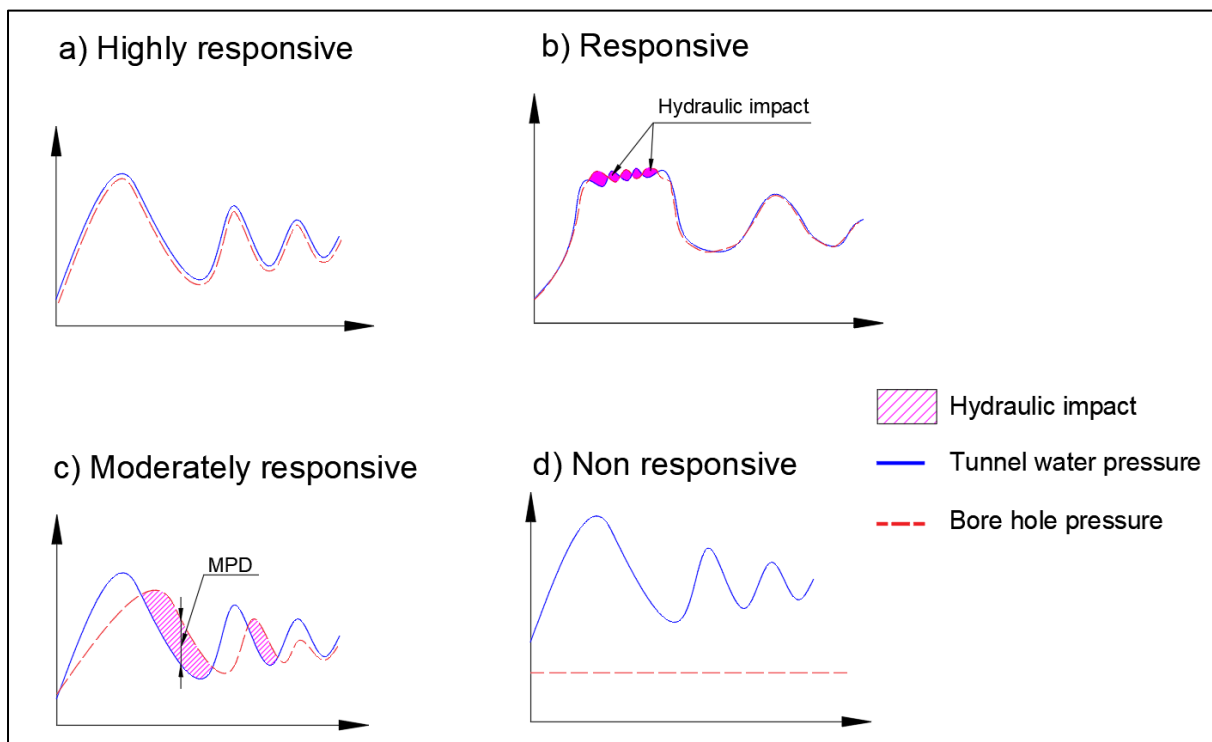 a) Highly responsive
b) Responsive
Hydraulic impact
c) Moderately responsive
MPD
d) Non responsive
Hydraulic impact
Tunnel water pressure
Bore hole pressure